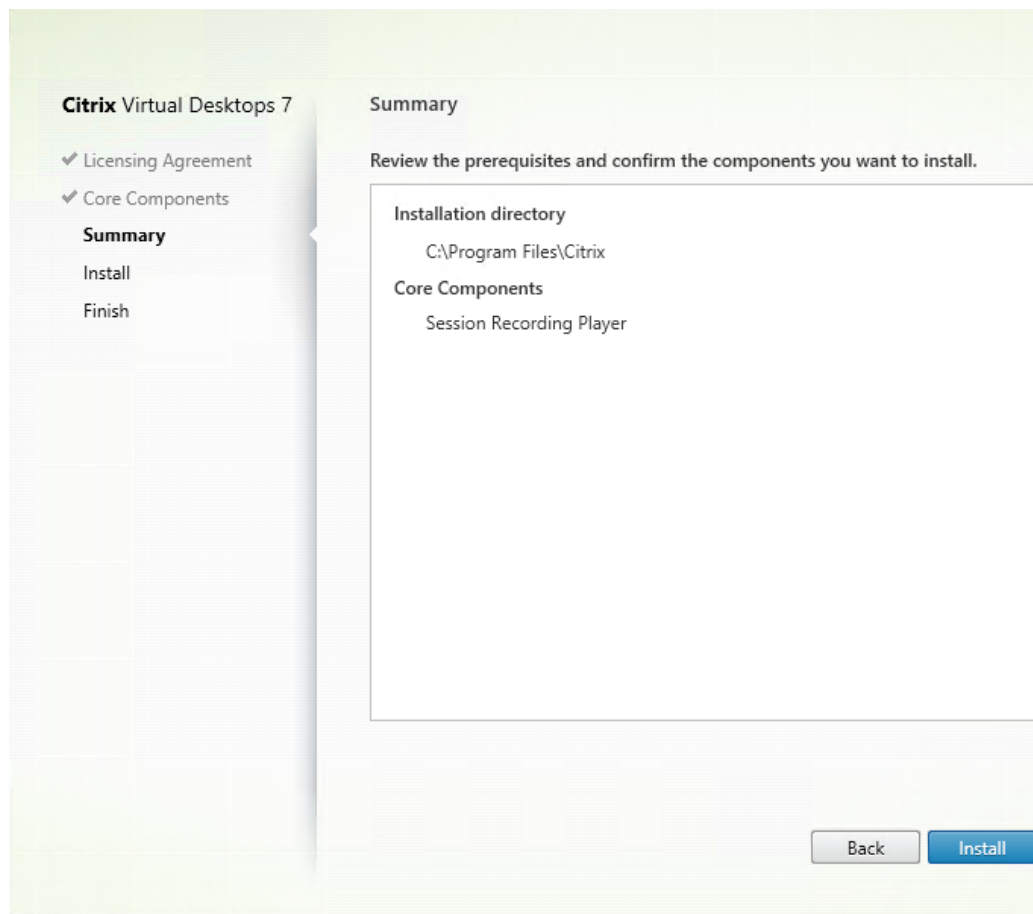 Citrix Virtual Desktops 7
Licensing Agreement
Core Components
Summary
Install
Finish
Summary
Review the prerequisites and confirm the components you want to install.
Installation directory
C:\Program Files\Citrix
Core Components
Session Recording Player
Back
Install